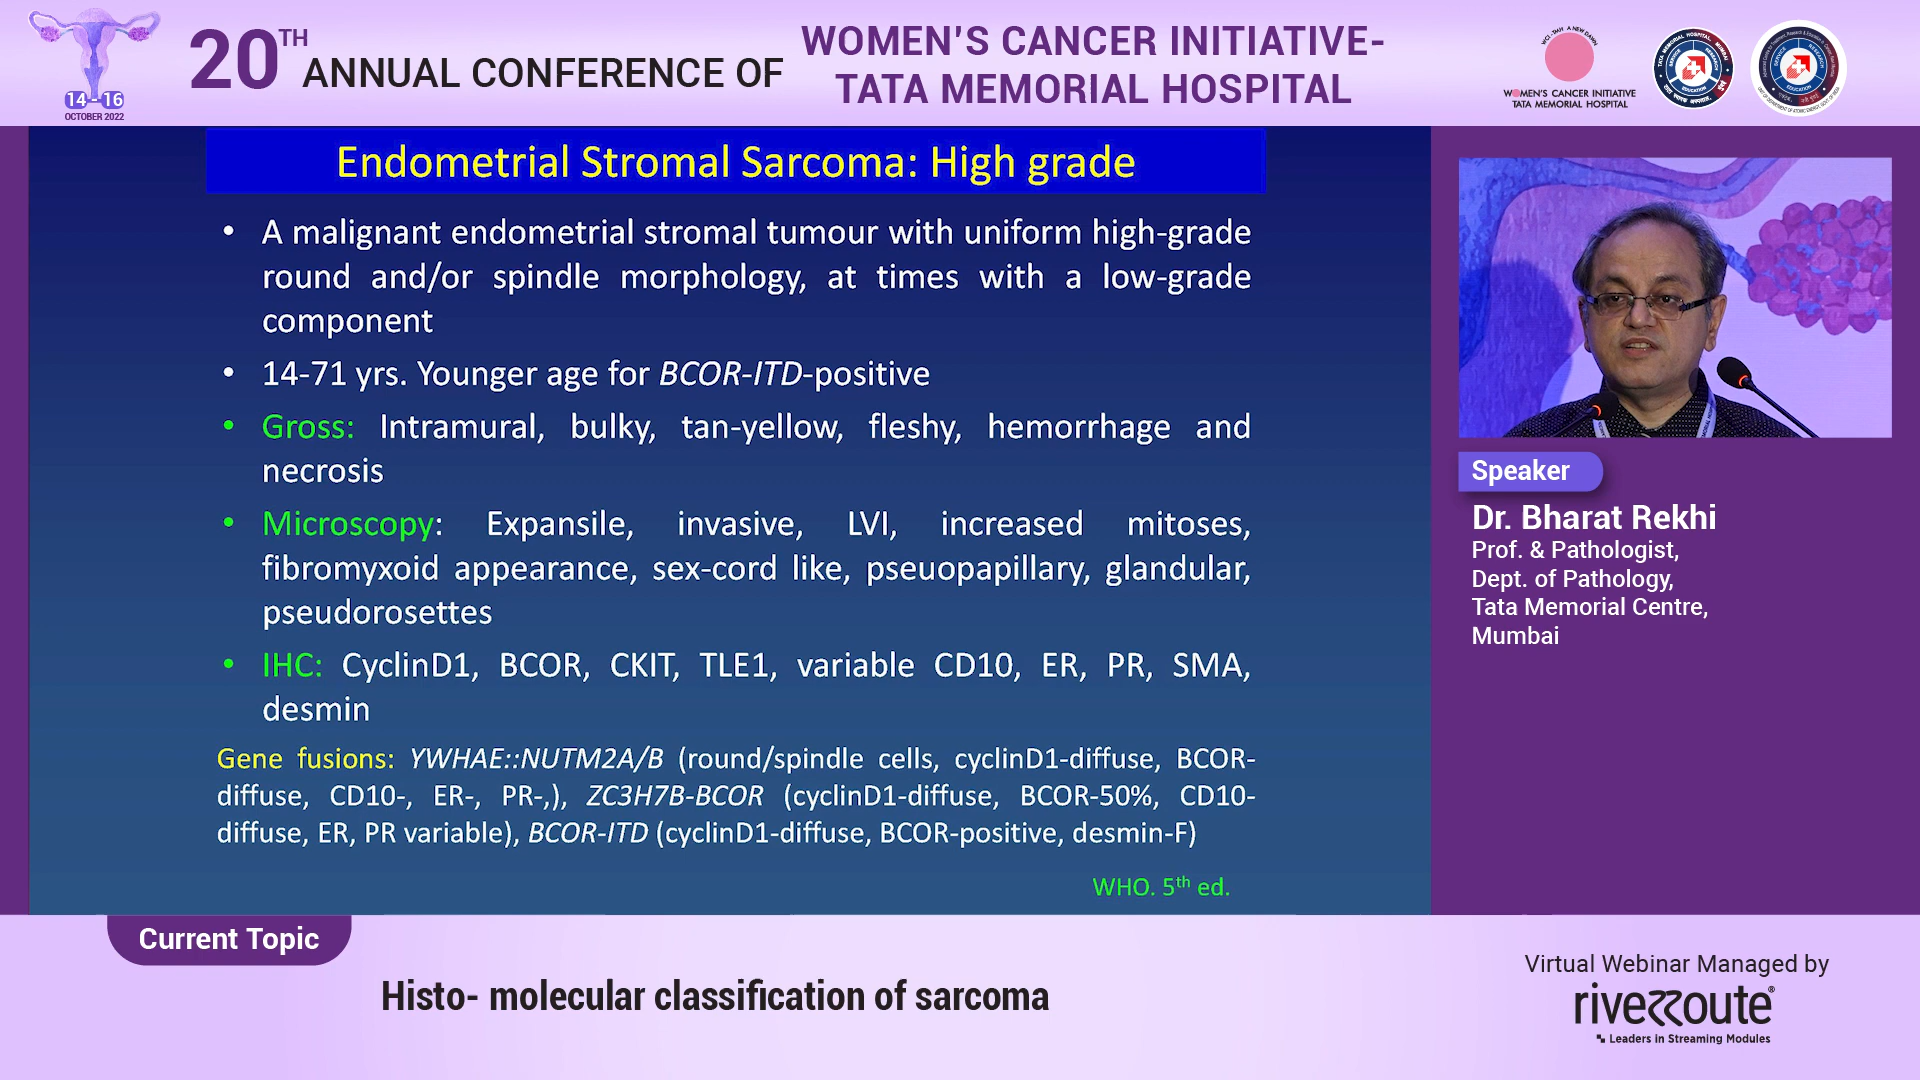 20TH ANNUAL CONFERENCE OF
WOMEN'S CANCER INITIATIVE-
TATA MEMORIAL HOSPITAL
14 - 16
OCTOBER 2022
WCI - TMH A NEW DAWN
WOMEN'S CANCER INITIATIVE
TATA MEMORIAL HOSPITAL
Endometrial Stromal Sarcoma: High grade
• A malignant endometrial stromal tumour with uniform high-grade
round and/or spindle morphology, at times with a low-grade
component
• 14-71 yrs. Younger age for BCOR-ITD-positive
• Gross: Intramural, bulky, tan-yellow, fleshy, hemorrhage and
necrosis
• Microscopy: Expansile, invasive, LVI, increased mitoses,
fibromyxoid appearance, sex-cord like, pseuopapillary, glandular,
pseudorosettes
• IHC: CyclinD1, BCOR, CKIT, TLE1, variable CD10, ER, PR, SMA,
desmin
Gene fusions: YWHAE::NUTM2A/B (round/spindle cells, cyclinD1-diffuse, BCOR-
diffuse, CD10-, ER-, PR-,), ZC3H7B-BCOR (cyclinD1-diffuse, BCOR-50%, CD10-
diffuse, ER, PR variable), BCOR-ITD (cyclinD1-diffuse, BCOR-positive, desmin-F)
WHO. 5th ed.
Speaker
Dr. Bharat Rekhi
Prof. & Pathologist,
Dept. of Pathology,
Tata Memorial Centre,
Mumbai
Current Topic
Histo- molecular classification of sarcoma
Virtual Webinar Managed by
riverroute®
Leaders in Streaming Modules